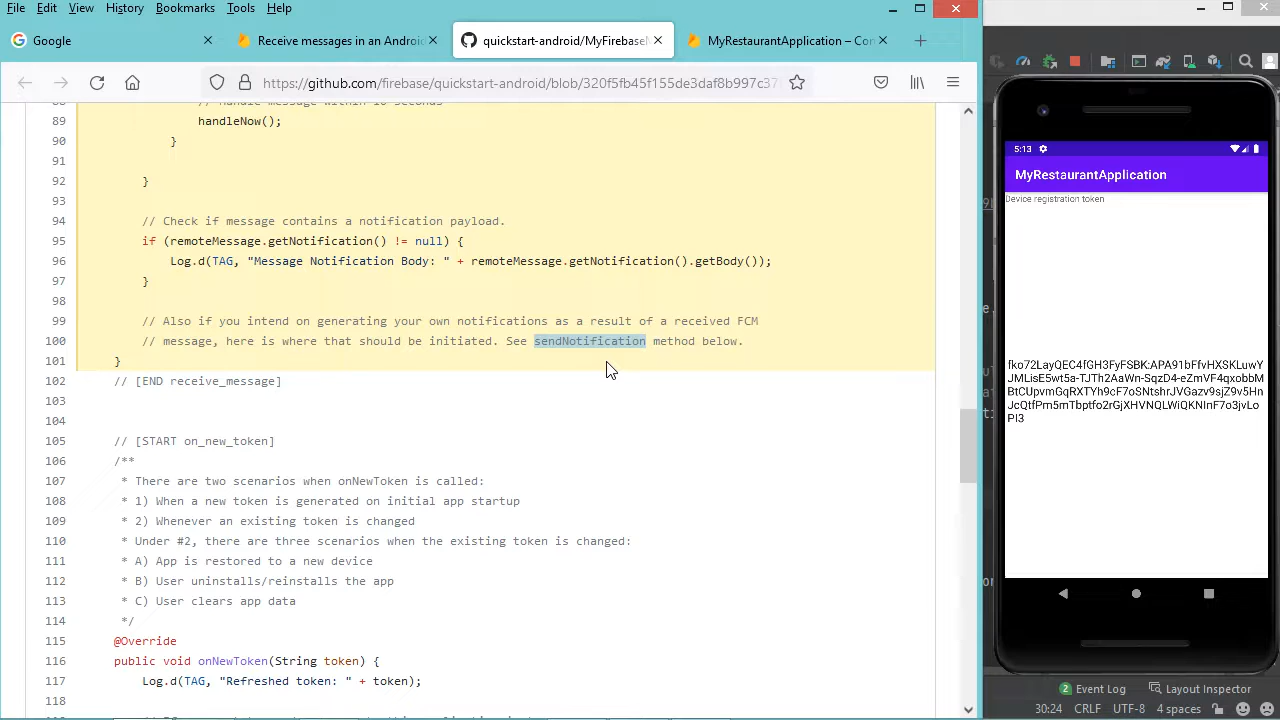 File Edit View History Bookmarks Tools Help
Google
Receive messages in an Androi
quickstart-android/MyFirebaseM
MyRestaurantApplication – Con
https://github.com/firebase/quickstart-android/blob/320f5fb45f155de3daf8b997c37
89 handleNow();
90 }
91
92 }
93
94 // Check if message contains a notification payload.
95 if (remoteMessage.getNotification() != null) {
96 Log.d(TAG, "Message Notification Body: " + remoteMessage.getNotification().getBody());
97 }
98
99 // Also if you intend on generating your own notifications as a result of a received FCM
100 // message, here is where that should be initiated. See sendNotification method below.
101 }
102 // [END receive_message]
103
104
105 // [START on_new_token]
106 /**
107 * There are two scenarios when onNewToken is called:
108 * 1) When a new token is generated on initial app startup
109 * 2) Whenever an existing token is changed
110 * Under #2, there are three scenarios when the existing token is changed:
111 * A) App is restored to a new device
112 * B) User uninstalls/reinstalls the app
113 * C) User clears app data
114 */
115 @Override
116 public void onNewToken(String token) {
117 Log.d(TAG, "Refreshed token: " + token);
118
5:13
MyRestaurantApplication
Device registration token
fko72LayQEC4fGH3FyFSBK:APA91bFfvHXSKLuwY
JMLisE5wt5a-TJTh2AaWn-SqzD4-eZmVF4qxobbM
BtCUpvmGqRXTYh9cF7oSNtshrJVGazv9sjZ9v5Hn
JcQtfPm5mTbptfo2rGjXHVNQLWiQKNInF7o3jvLo
PI3
2 Event Log Layout Inspector
30:24 CRLF UTF-8 4 spaces